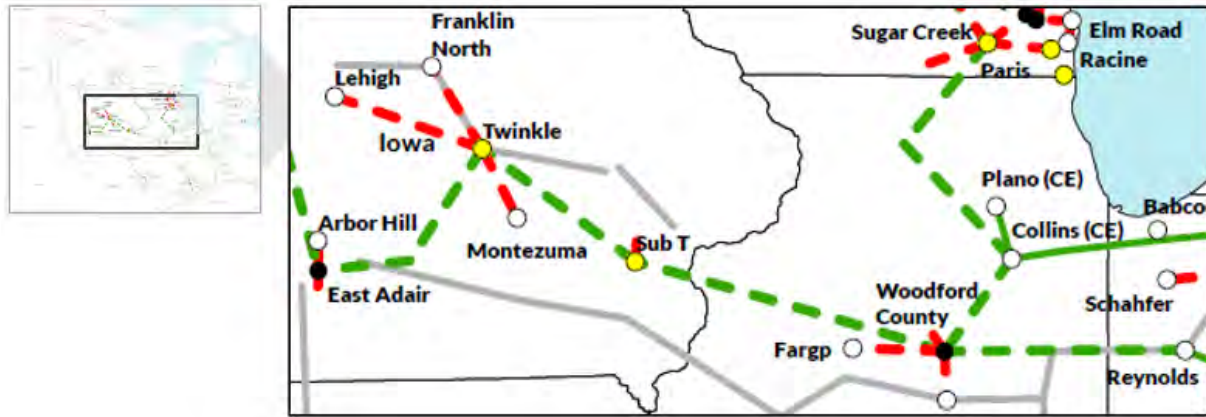 Franklin
North
Lehigh
Twinkle
Iowa
Montezuma
Arbor Hill
East Adair
Sub T
Sugar Creek
Elm Road
Paris
Racine
Plano (CE)
Collins (CE)
Babco
Woodford
County
Schahfer
Fargp
Reynolds